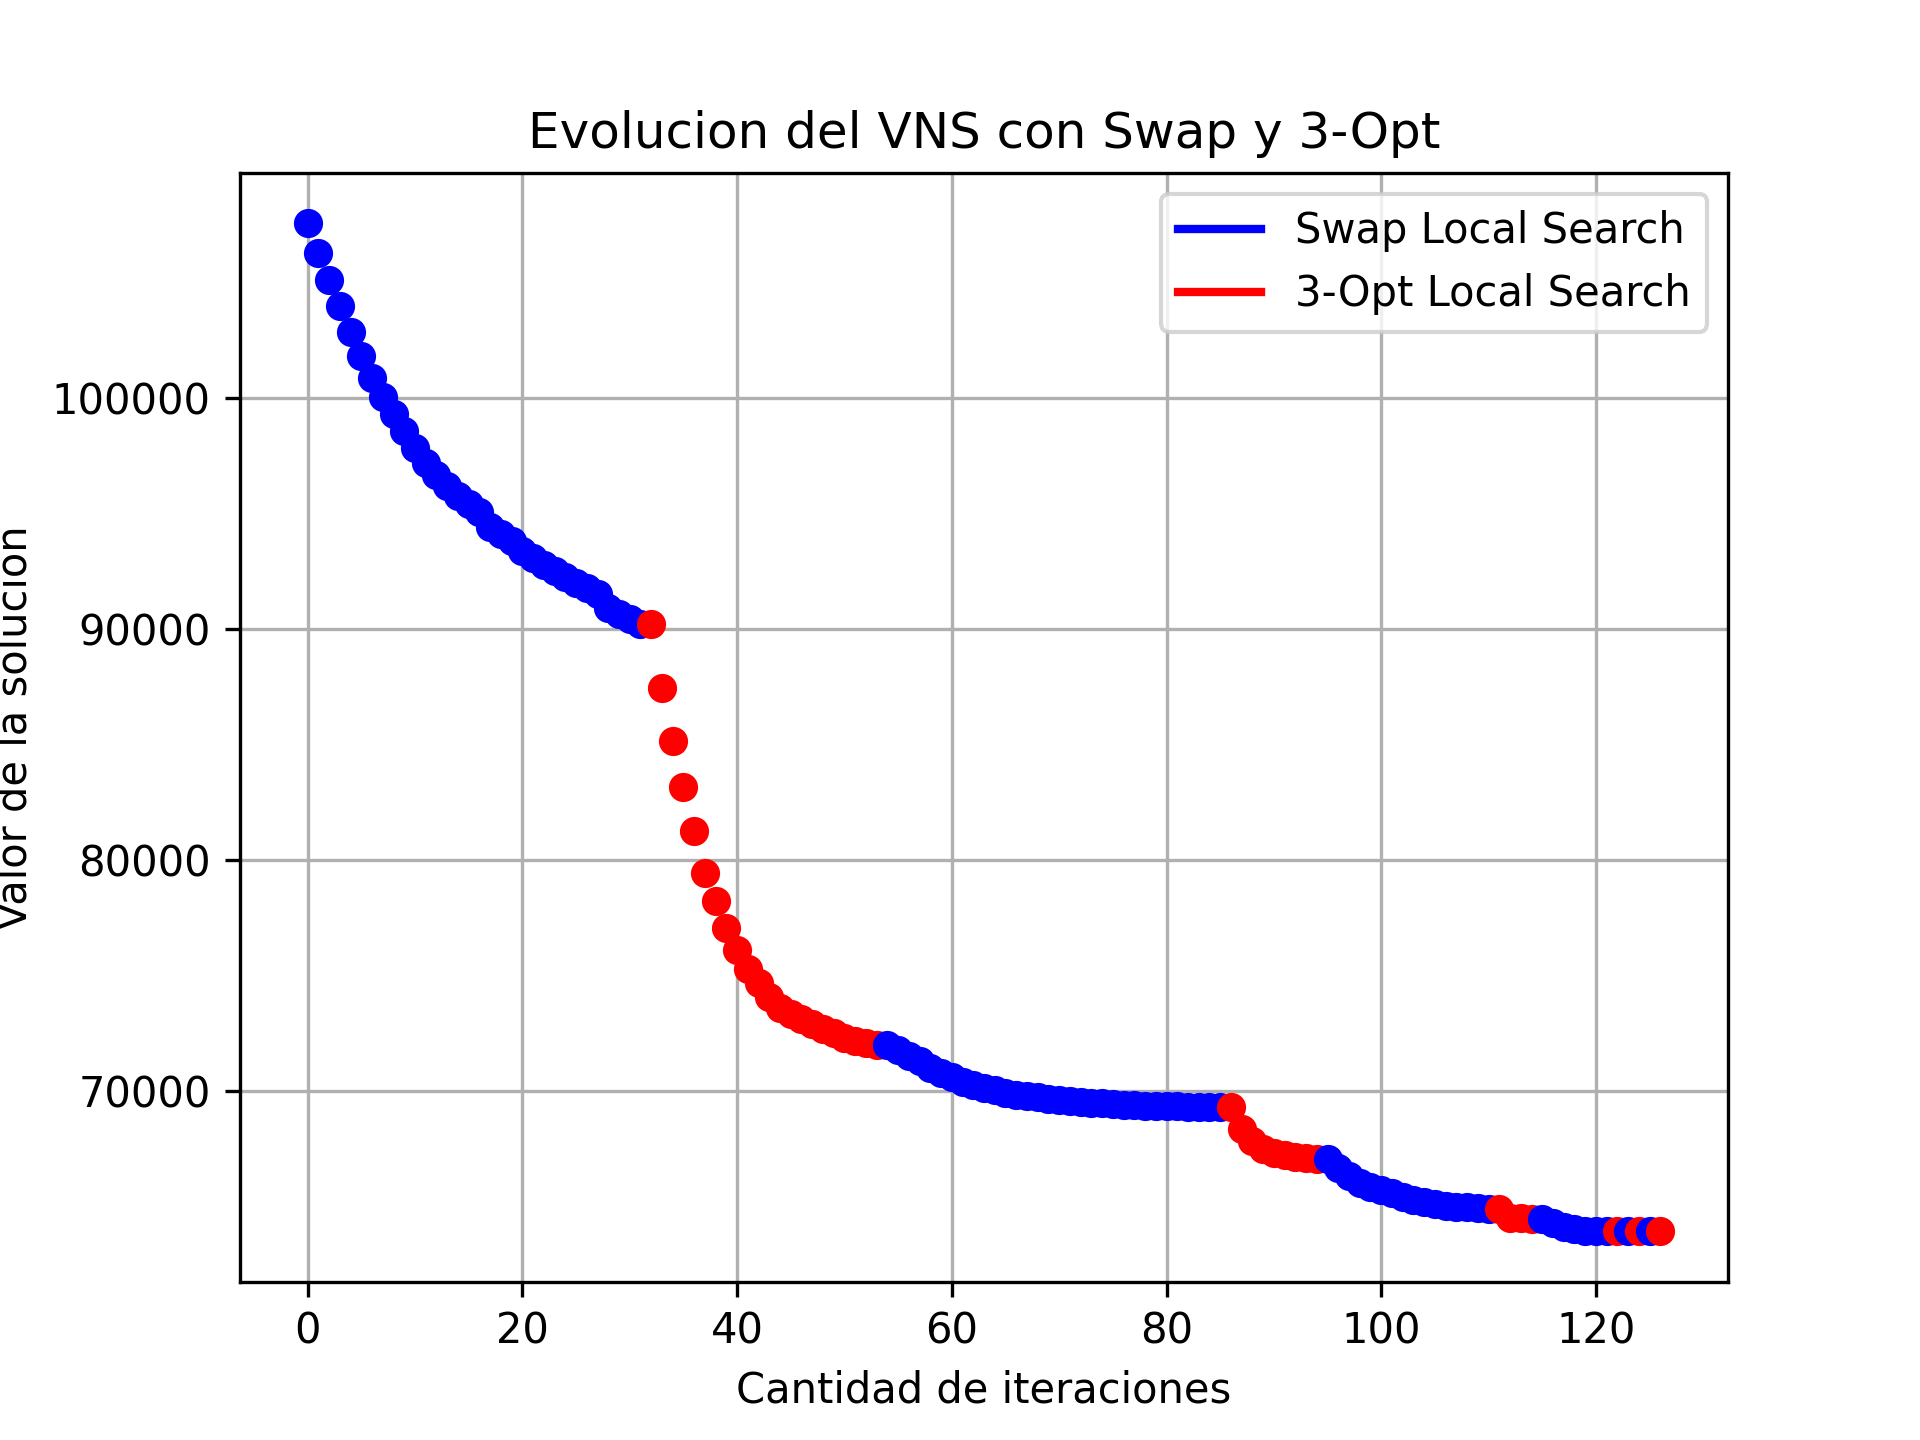 Evolucion del VNS con Swap y 3-Opt
Swap Local Search
3-Opt Local Search
Valor de la solucion
100000
90000
80000
70000
0 20 40 60 80 100 120
Cantidad de iteraciones